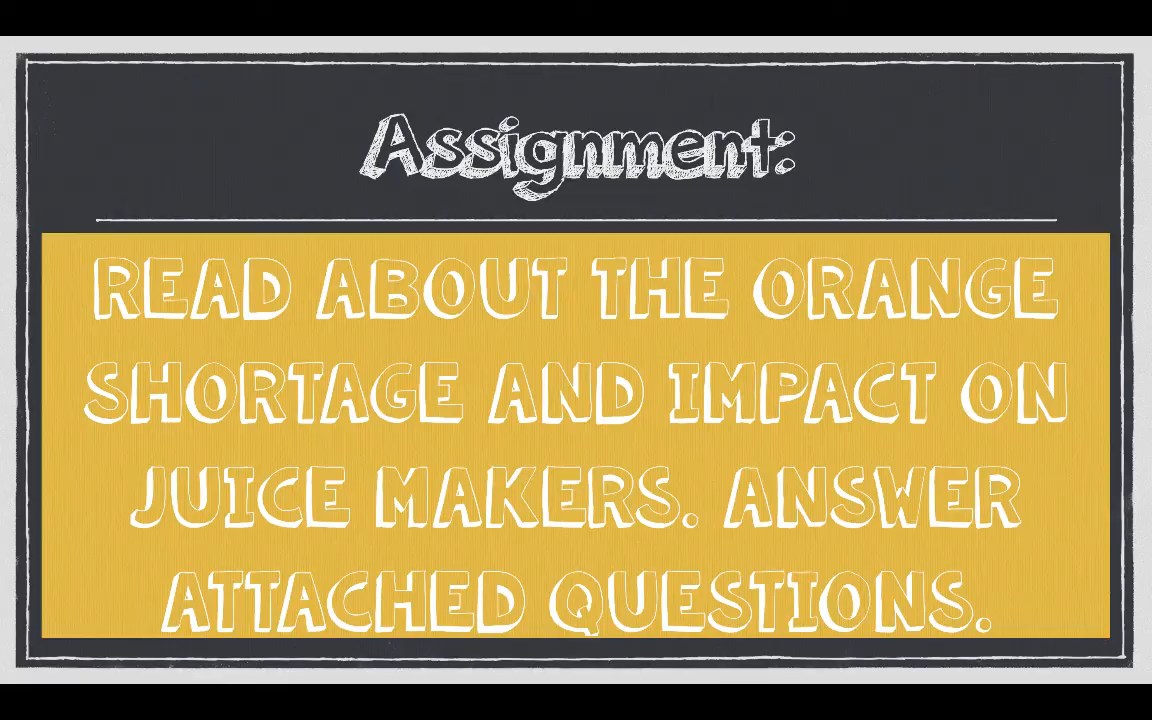 Assignment:
READ ABOUT THE ORANGE
SHORTAGE AND IMPACT ON
JUICE MAKERS. ANSWER
ATTACHED QUESTIONS.